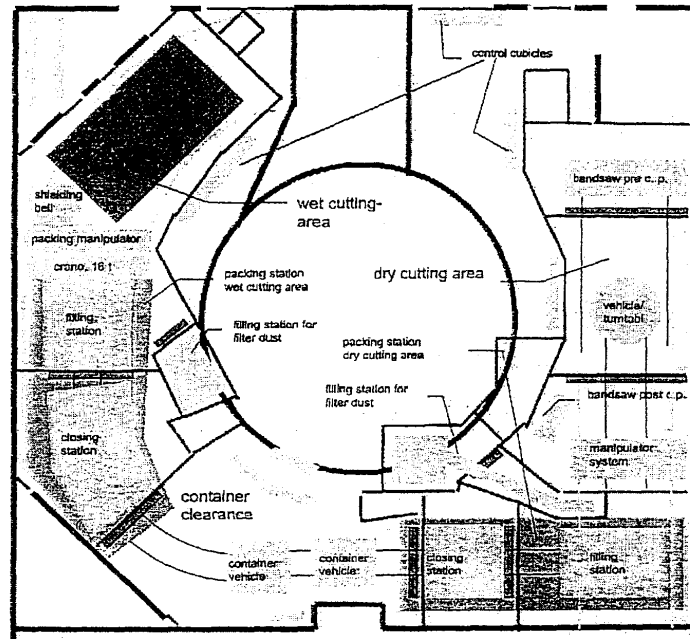 control cubicles
bandsaw pre c.p.
shielding
bell
wet cutting-
area
packing manipulator
crane, 16 t
packing station
wet cutting area
dry cutting area
filling-
station
filling station for
filter dust
vehicle/
turntabl
packing station
dry cutting area
filling station for
filter dust
bandsaw post c.p.
closing-
station
manipulator
system
container
clearance
container
vehicle
container
vehicle
closing
station
filling
station